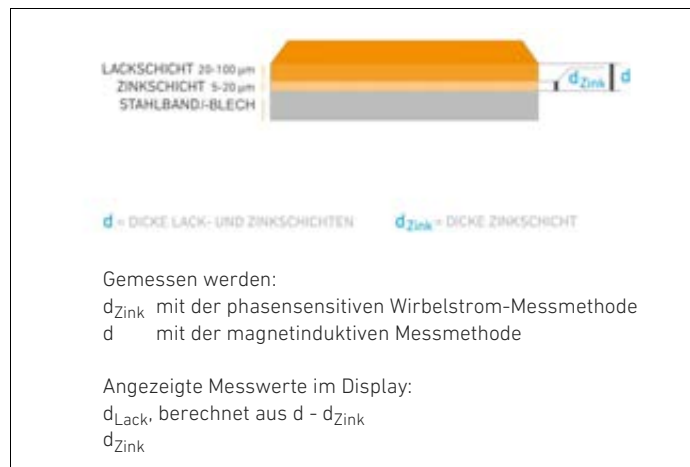 LACKSCHICHT 20-100 µm
ZINKSCHICHT 5-20 µm
STAHLBAND/-BLECH
dZink d
d = DICKE LACK- UND ZINKSCHICHTEN dZink = DICKE ZINKSCHICHT
Gemessen werden:
dZink mit der phasensensitiven Wirbelstrom-Messmethode
d mit der magnetinduktiven Messmethode
Angezeigte Messwerte im Display:
dLack, berechnet aus d - dZink
dZink